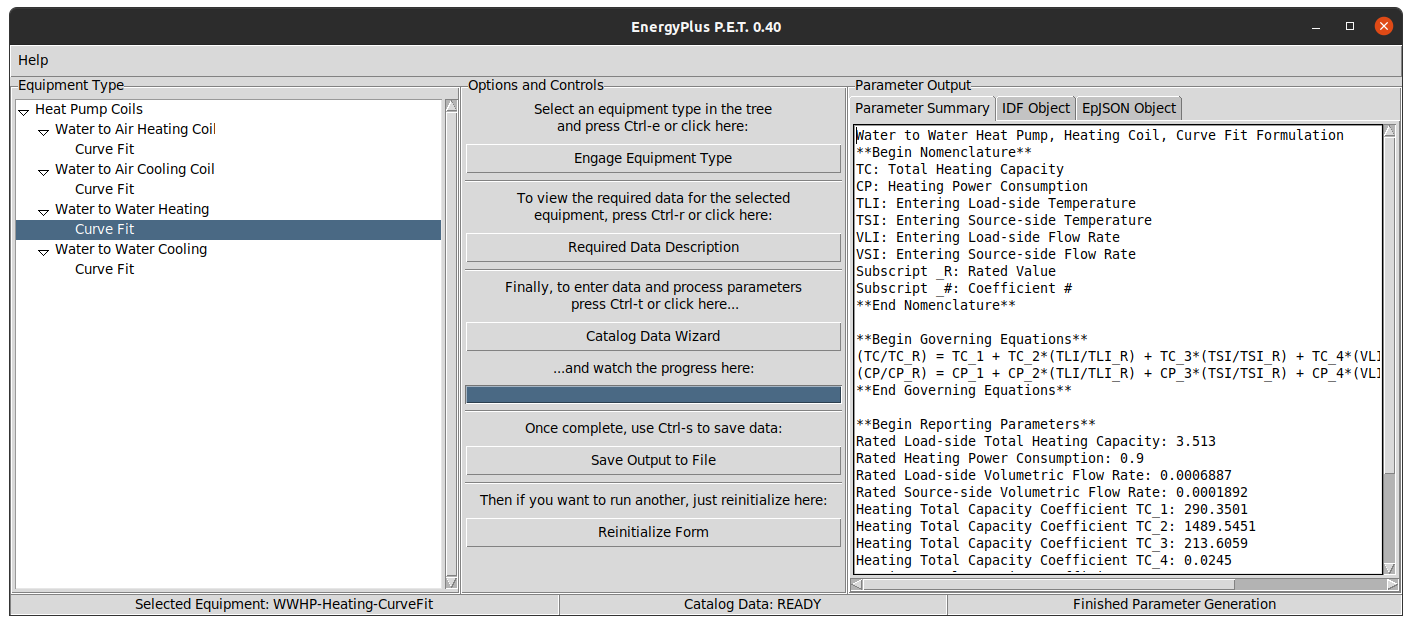 EnergyPlus P.E.T. 0.40
Help
Equipment Type
Heat Pump Coils
Water to Air Heating Coil
Curve Fit
Water to Air Cooling Coil
Curve Fit
Water to Water Heating
Curve Fit
Water to Water Cooling
Curve Fit
Options and Controls
Select an equipment type in the tree
and press Ctrl-e or click here:
Engage Equipment Type
To view the required data for the selected
equipment, press Ctrl-r or click here:
Required Data Description
Finally, to enter data and process parameters
press Ctrl-t or click here...
Catalog Data Wizard
...and watch the progress here:
Once complete, use Ctrl-s to save data:
Save Output to File
Then if you want to run another, just reinitialize here:
Reinitialize Form
Parameter Output
Parameter Summary IDF Object EpJSON Object
Water to Water Heat Pump, Heating Coil, Curve Fit Formulation
**Begin Nomenclature**
TC: Total Heating Capacity
CP: Heating Power Consumption
TLI: Entering Load-side Temperature
TSI: Entering Source-side Temperature
VLI: Entering Load-side Flow Rate
VSI: Entering Source-side Flow Rate
Subscript _R: Rated Value
Subscript _#: Coefficient #
**End Nomenclature**
**Begin Governing Equations**
(TC/TC_R) = TC_1 + TC_2*(TLI/TLI_R) + TC_3*(TSI/TSI_R) + TC_4*(VLI
(CP/CP_R) = CP_1 + CP_2*(TLI/TLI_R) + CP_3*(TSI/TSI_R) + CP_4*(VLI
**End Governing Equations**
**Begin Reporting Parameters**
Rated Load-side Total Heating Capacity: 3.513
Rated Heating Power Consumption: 0.9
Rated Load-side Volumetric Flow Rate: 0.0006887
Rated Source-side Volumetric Flow Rate: 0.0001892
Heating Total Capacity Coefficient TC_1: 290.3501
Heating Total Capacity Coefficient TC_2: 1489.5451
Heating Total Capacity Coefficient TC_3: 213.6059
Heating Total Capacity Coefficient TC_4: 0.0245
Selected Equipment: WWHP-Heating-CurveFit
Catalog Data: READY
Finished Parameter Generation